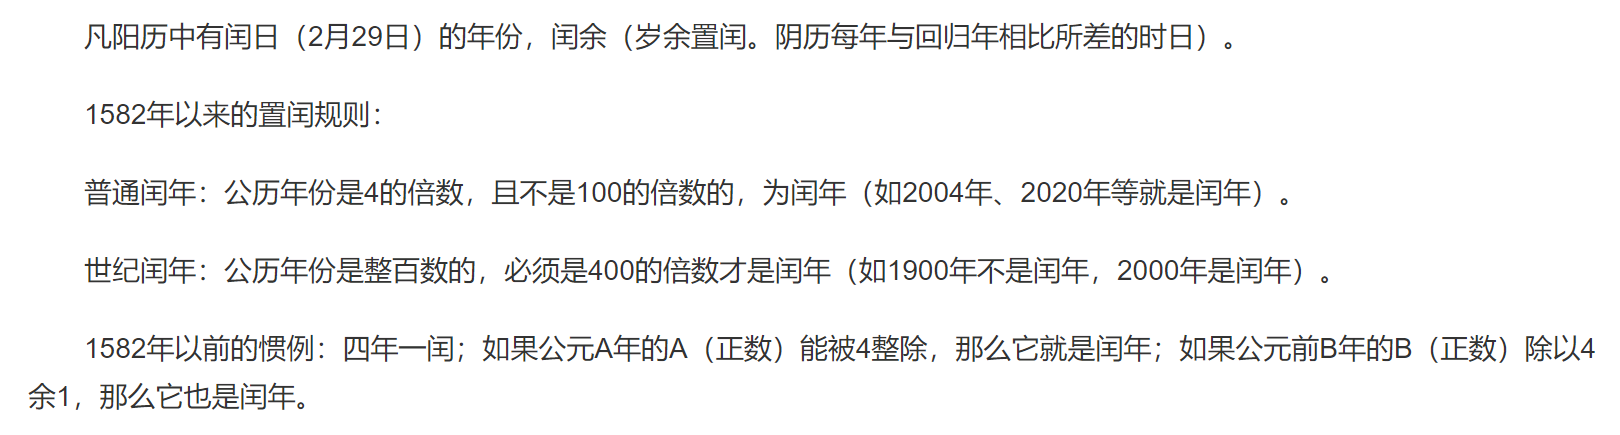 凡阳历中有闰日（2月29日）的年份，闰余（岁余置闰。阴历每年与回归年相比所差的时日）。
1582年以来的置闰规则：
普通闰年：公历年份是4的倍数，且不是100的倍数的，为闰年（如2004年、2020年等就是闰年）。
世纪闰年：公历年份是整百数的，必须是400的倍数才是闰年（如1900年不是闰年，2000年是闰年）。
1582年以前的惯例：四年一闰；如果公元A年的A（正数）能被4整除，那么它就是闰年；如果公元前B年的B（正数）除以4
余1，那么它也是闰年。